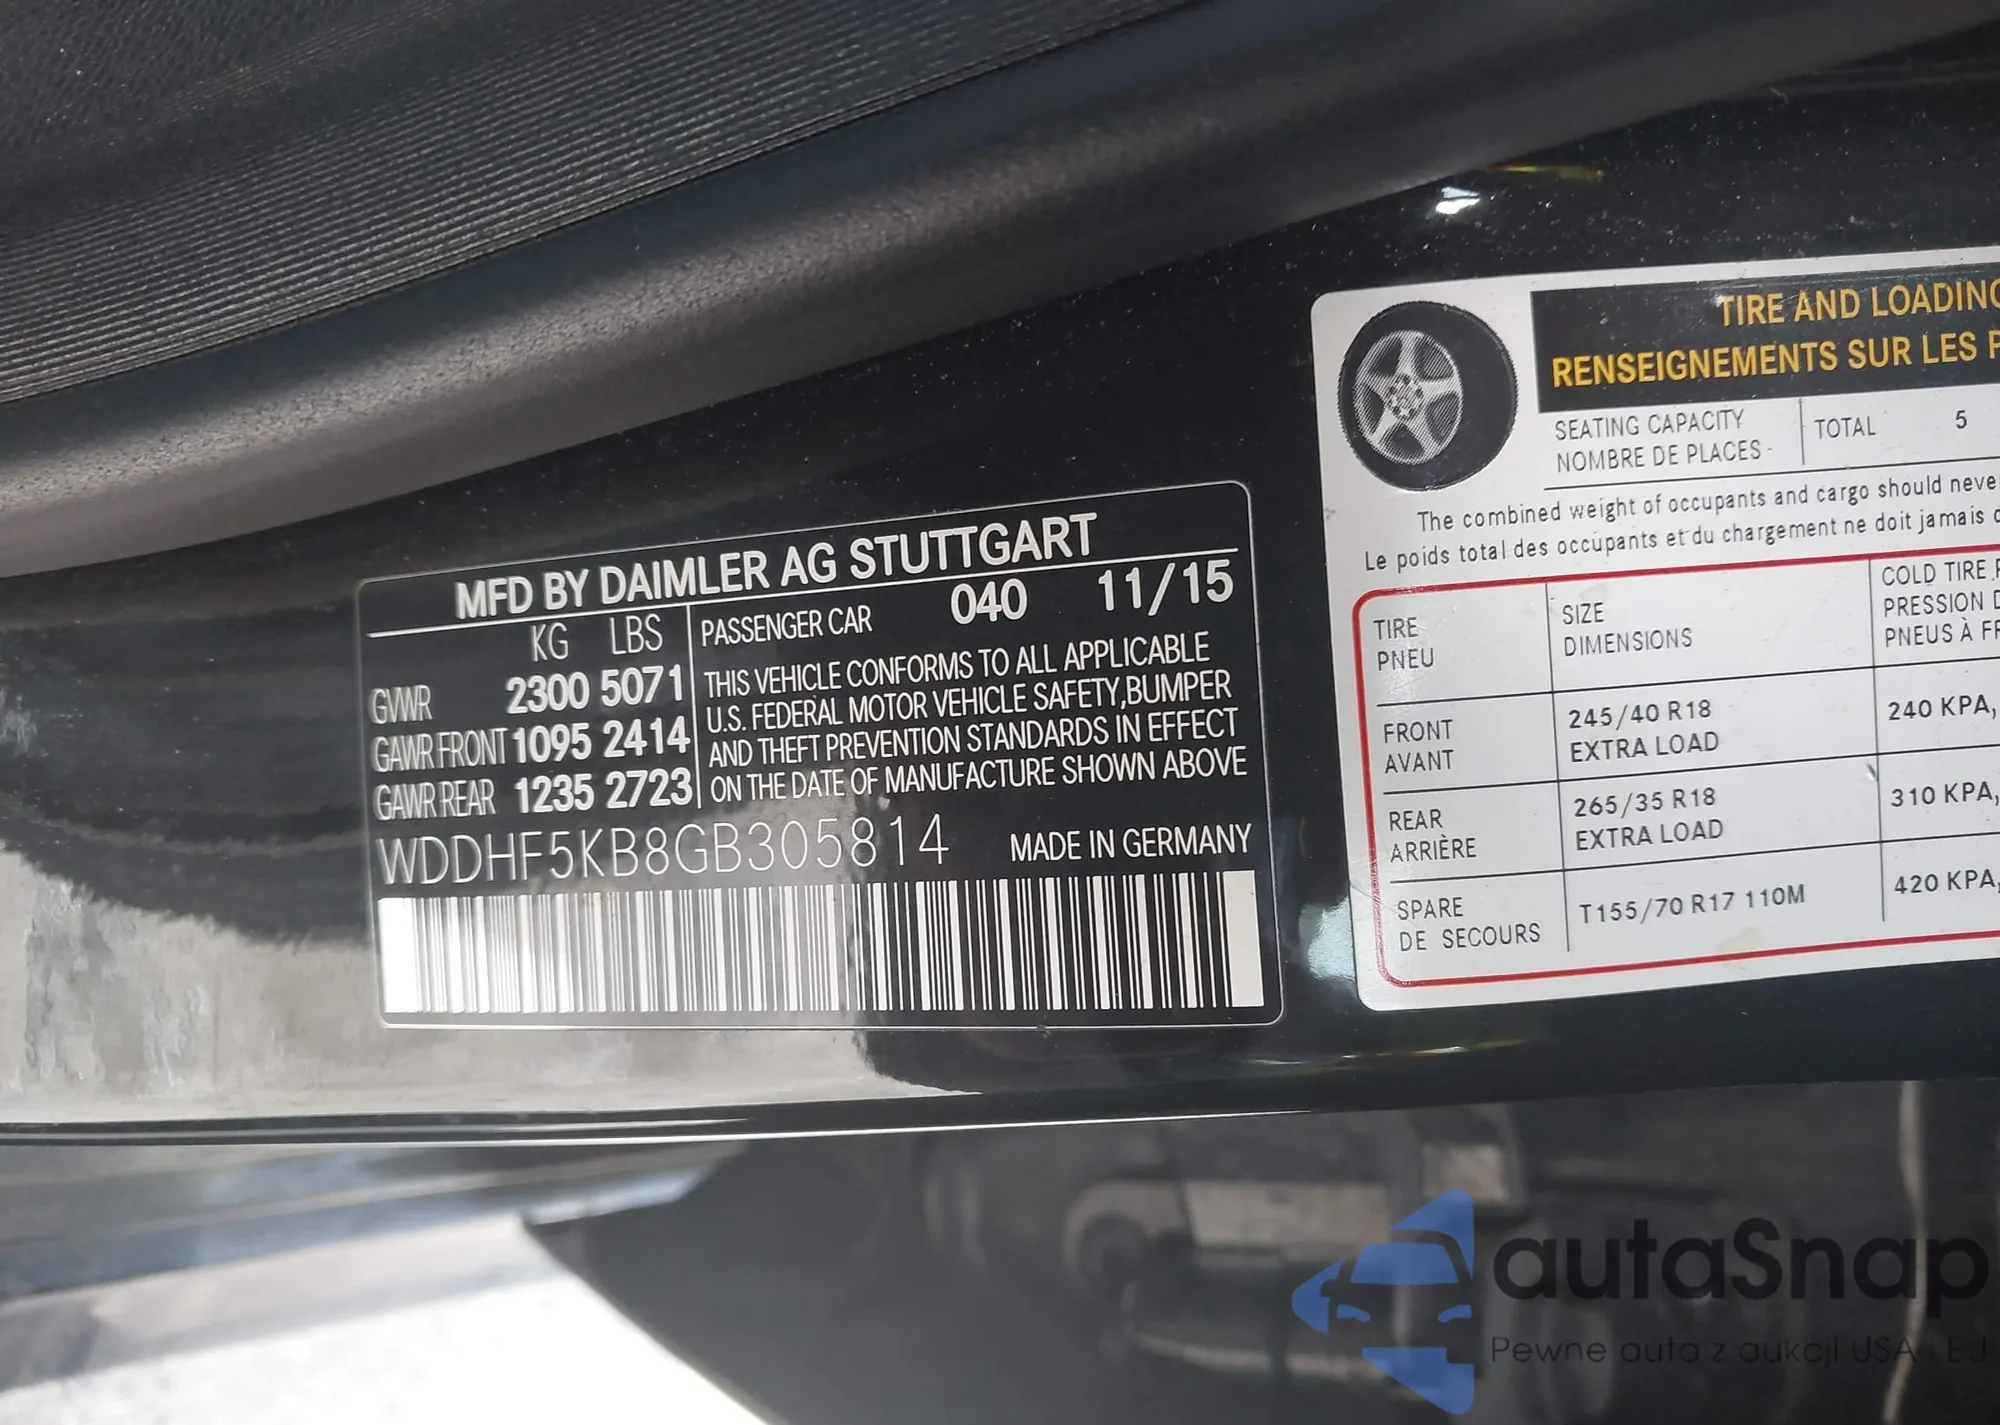 MFD BY DAIMLER AG STUTTGART
KG LBS
GVWR 2300 5071
GAWR FRONT 1095 2414
GAWR REAR 1235 2723
PASSENGER CAR 040 11/15
THIS VEHICLE CONFORMS TO ALL APPLICABLE
U.S. FEDERAL MOTOR VEHICLE SAFETY,BUMPER
AND THEFT PREVENTION STANDARDS IN EFFECT
ON THE DATE OF MANUFACTURE SHOWN ABOVE
WDDHF5KB8GB305814 MADE IN GERMANY
TIRE AND LOADING
RENSEIGNEMENTS SUR LES P
SEATING CAPACITY
NOMBRE DE PLACES
TOTAL 5
The combined weight of occupants and cargo should neve
Le poids total des occupants et du chargement ne doit jamais
TIRE
PNEU
SIZE
DIMENSIONS
COLD TIRE
PRESSION D
PNEUS À FR
FRONT
AVANT
245/40 R18
EXTRA LOAD
240 KPA,
REAR
ARRIÈRE
265/35 R18
EXTRA LOAD
310 KPA,
SPARE
DE SECOURS
T155/70 R17 110M
420 KPA,
autaSnap
Pewne auta z aukcji USA i EU